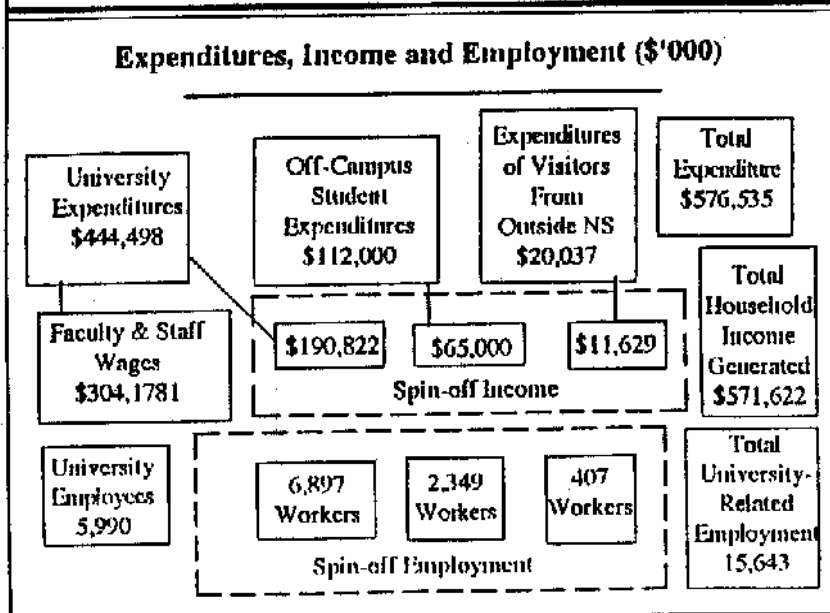 Expenditures, Income and Employment ($'000)
University
Expenditures
$444,498
Off-Campus
Student
Expenditures
$112,000
Expenditures
of Visitors
From
Outside NS
$20,037
Total
Expenditure
$576,535
Faculty & Staff
Wages
$304,1781
$190,822
$65,000
$11,629
Spin-off Income
Total
Household
Income
Generated
$571,622
University
Employees
5,990
6,897
Workers
2,349
Workers
407
Workers
Spin-off Employment
Total
University-
Related
Employment
15,643